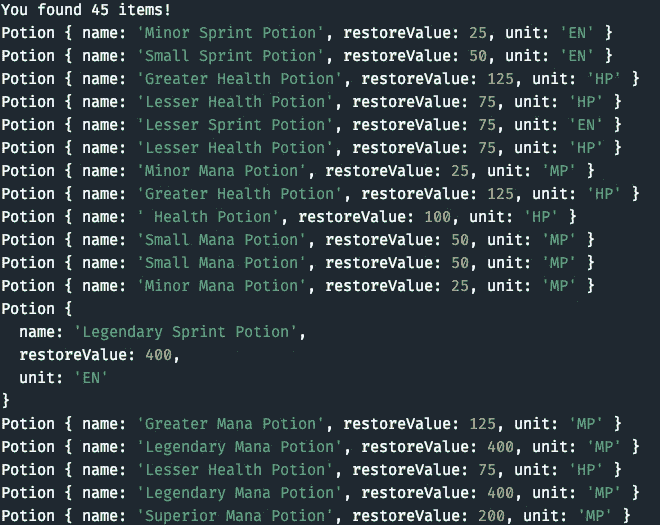 You found 45 items!
Potion { name: 'Minor Sprint Potion', restoreValue: 25, unit: 'EN' }
Potion { name: 'Small Sprint Potion', restoreValue: 50, unit: 'EN' }
Potion { name: 'Greater Health Potion', restoreValue: 125, unit: 'HP' }
Potion { name: 'Lesser Health Potion', restoreValue: 75, unit: 'HP' }
Potion { name: 'Lesser Sprint Potion', restoreValue: 75, unit: 'EN' }
Potion { name: 'Lesser Health Potion', restoreValue: 75, unit: 'HP' }
Potion { name: 'Minor Mana Potion', restoreValue: 25, unit: 'MP' }
Potion { name: 'Greater Health Potion', restoreValue: 125, unit: 'HP' }
Potion { name: ' Health Potion', restoreValue: 100, unit: 'HP' }
Potion { name: 'Small Mana Potion', restoreValue: 50, unit: 'MP' }
Potion { name: 'Small Mana Potion', restoreValue: 50, unit: 'MP' }
Potion { name: 'Minor Mana Potion', restoreValue: 25, unit: 'MP' }
Potion {
  name: 'Legendary Sprint Potion',
  restoreValue: 400,
  unit: 'EN'
}
Potion { name: 'Greater Mana Potion', restoreValue: 125, unit: 'MP' }
Potion { name: 'Legendary Mana Potion', restoreValue: 400, unit: 'MP' }
Potion { name: 'Lesser Health Potion', restoreValue: 75, unit: 'HP' }
Potion { name: 'Legendary Mana Potion', restoreValue: 400, unit: 'MP' }
Potion { name: 'Superior Mana Potion', restoreValue: 200, unit: 'MP' }